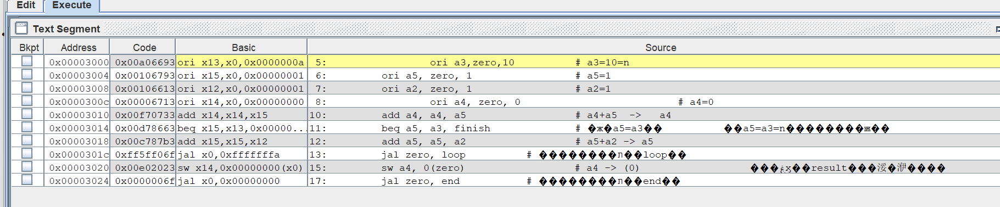 Edit Execute
Text Segment
Bkpt Address Code Basic Source
0x00003000 0x00a06693 ori x13,x0,0x0000000a 5: ori a3,zero,10 # a3=10=n
0x00003004 0x00106793 ori x15,x0,0x00000001 6: ori a5, zero, 1 # a5=1
0x00003008 0x00106613 ori x12,x0,0x00000001 7: ori a2, zero, 1 # a2=1
0x0000300c 0x00006713 ori x14,x0,0x00000000 8: ori a4, zero, 0 # a4=0
0x00003010 0x00f70733 add x14,x14,x15 10: add a4, a4, a5 # a4+a5 -> a4
0x00003014 0x00d78663 beq x15,x13,0x00000... 11: beq a5, a3, finish # �ж�a5=a3�� ��a5=a3=n��������ѭ��
0x00003018 0x00c787b3 add x15,x15,x12 12: add a5, a5, a2 # a5+a2 -> a5
0x0000301c 0xff5ff06f jal x0,0xfffffffa 13: jal zero, loop # ��������ת��loop��
0x00003020 0x00e02023 sw x14,0x00000000(x0) 15: sw a4, 0(zero) # a4 -> (0) ���ݼӽ��result���浽�洢����
0x00003024 0x0000006f jal x0,0x00000000 17: jal zero, end # ��������ת��end��